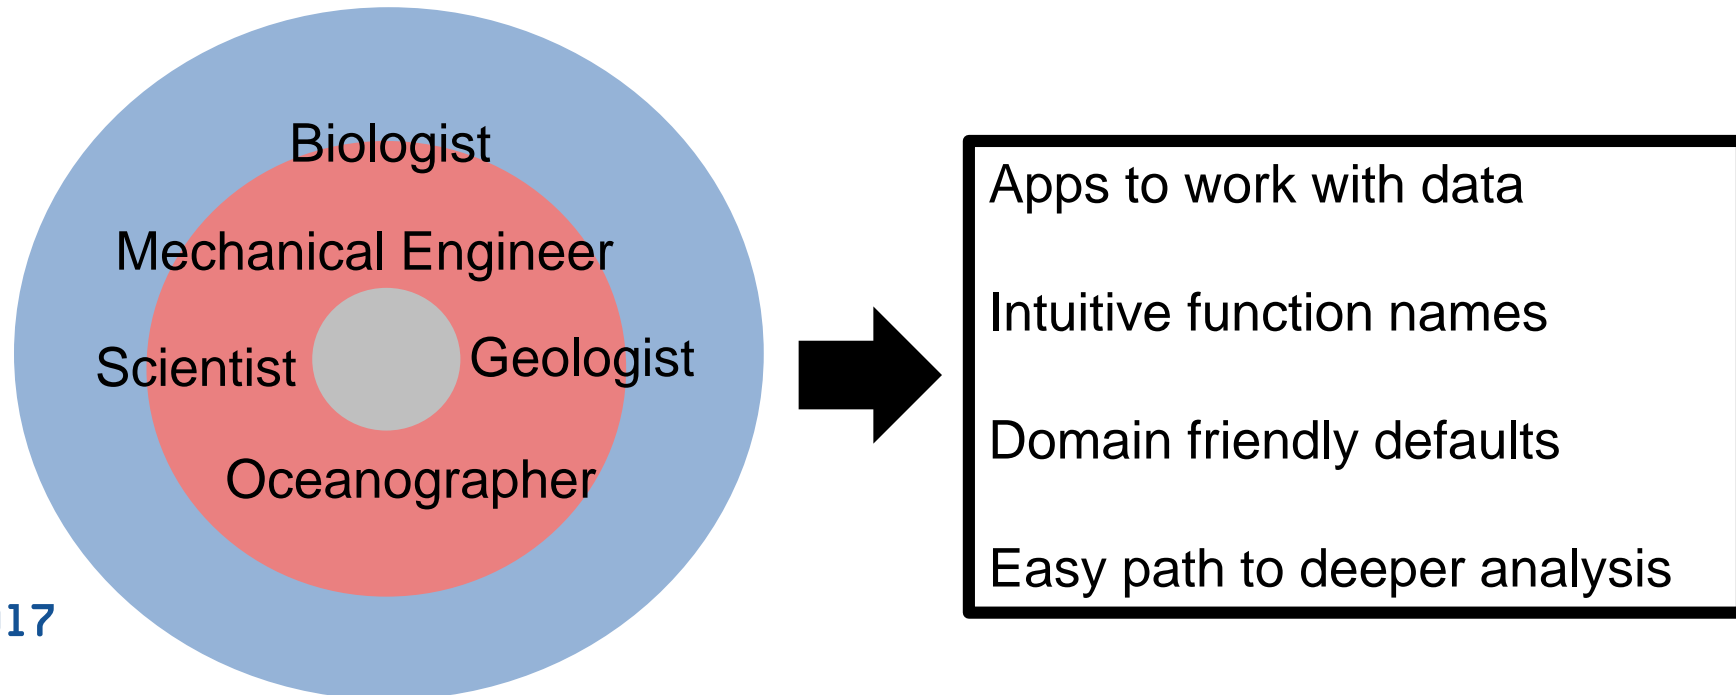 Biologist
Mechanical Engineer
Scientist
Geologist
Oceanographer
Apps to work with data
Intuitive function names
Domain friendly defaults
Easy path to deeper analysis
17